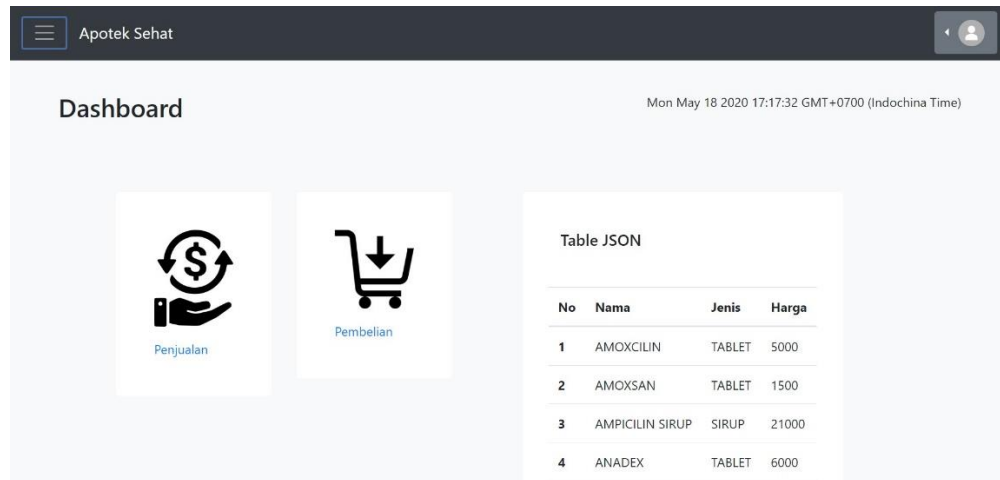 Apotek Sehat
Dashboard
Mon May 18 2020 17:17:32 GMT+0700 (Indochina Time)
Penjualan
Pembelian
Table JSON
No Nama Jenis Harga
1 AMOXCILIN TABLET 5000
2 AMOXSAN TABLET 1500
3 AMPICILIN SIRUP SIRUP 21000
4 ANADEX TABLET 6000